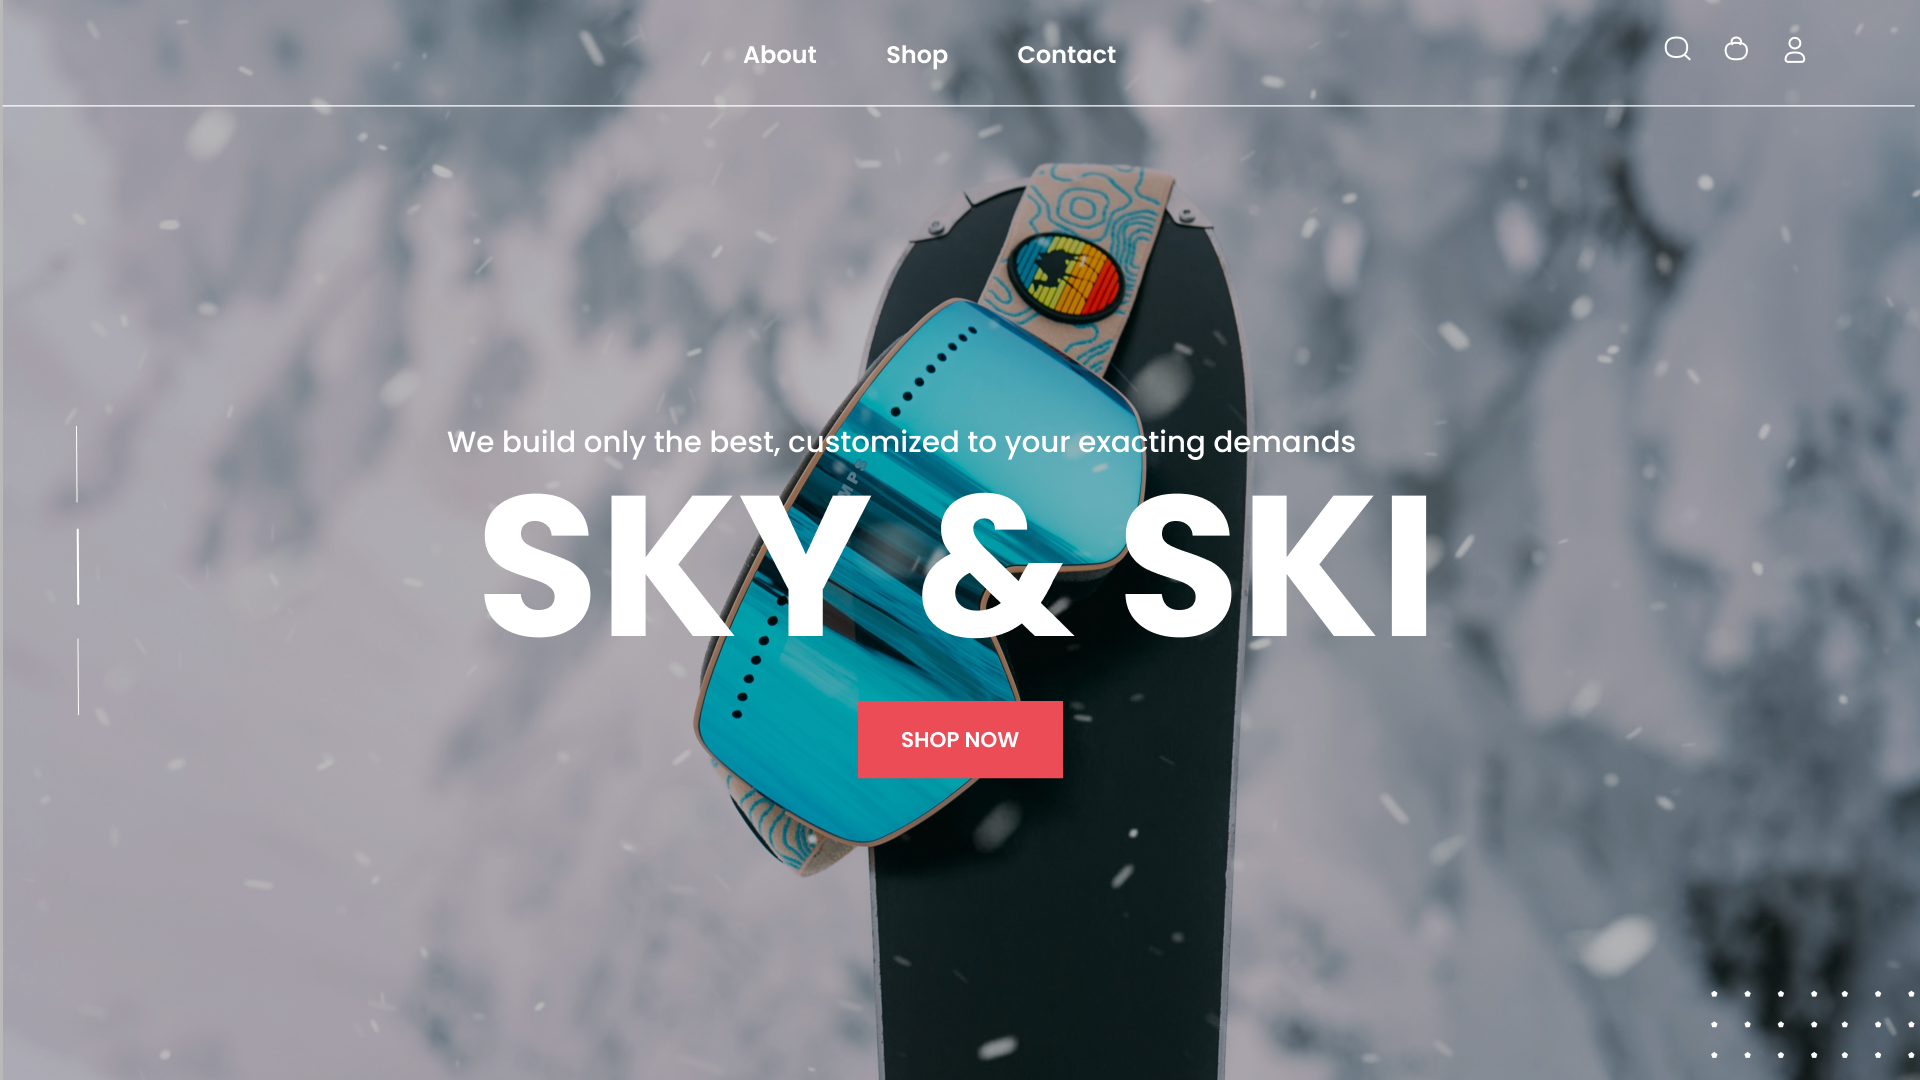 About Shop Contact
We build only the best, customized to your exacting demands
SKY & SKI
SHOP NOW